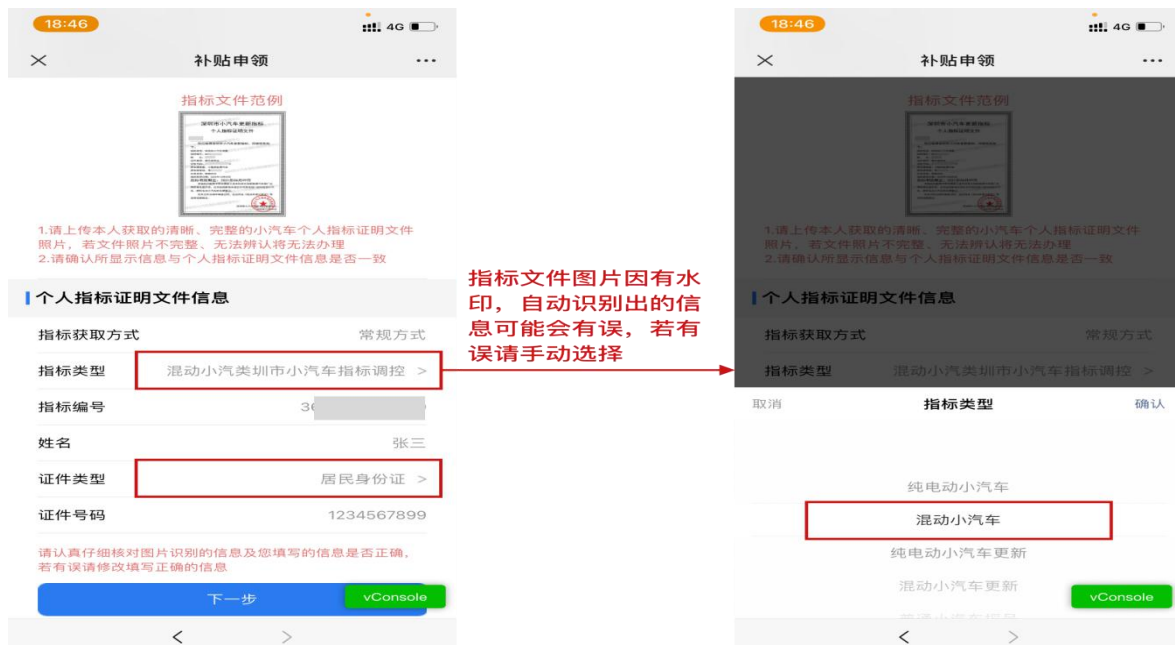 18:46
4G
补贴申领
指标文件范例
深圳市小汽车更新指标
个人指标证明文件
1.请上传本人获取的清晰、完整的小汽车个人指标证明文件
照片，若文件照片不完整、无法辨认将无法办理
2.请确认所显示信息与个人指标证明文件信息是否一致
个人指标证明文件信息
指标获取方式 常规方式
指标类型 混动小汽类圳市小汽车指标调控 >
指标编号 3
姓名 张三
证件类型 居民身份证 >
证件号码 1234567899
请认真仔细核对图片识别的信息及您填写的信息是否正确，
若有误请修改填写正确的信息
下一步
vConsole
指标文件图片因有水
印，自动识别出的信
息可能会有误，若有
误请手动选择
18:46
4G
补贴申领
指标文件范例
1.请上传本人获取的清晰、完整的小汽车个人指标证明文件
照片，若文件照片不完整、无法辨认将无法办理
2.请确认所显示信息与个人指标证明文件信息是否一致
个人指标证明文件信息
指标获取方式 常规方式
指标类型 混动小汽类圳市小汽车指标调控 >
取消 指标类型 确认
纯电动小汽车
混动小汽车
纯电动小汽车更新
混动小汽车更新
vConsole